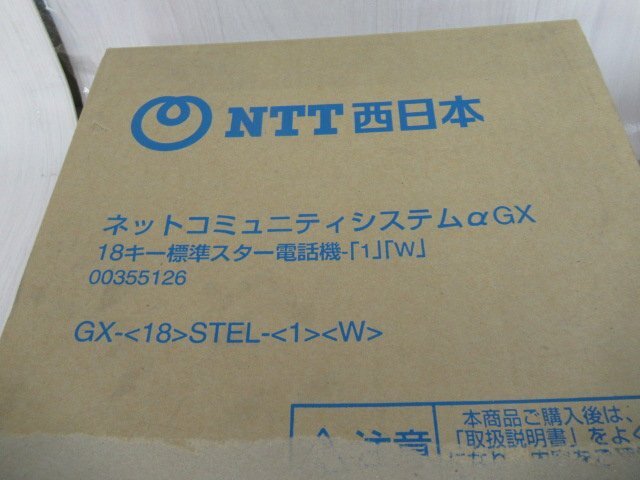 NTT西日本
ネットコミュニティシステムαGX
18キー標準スター電話機-「1」「W」
00355126
GX-<18>STEL-<1><W>
注意
本商品ご購入後は、
「取扱説明書」をよく